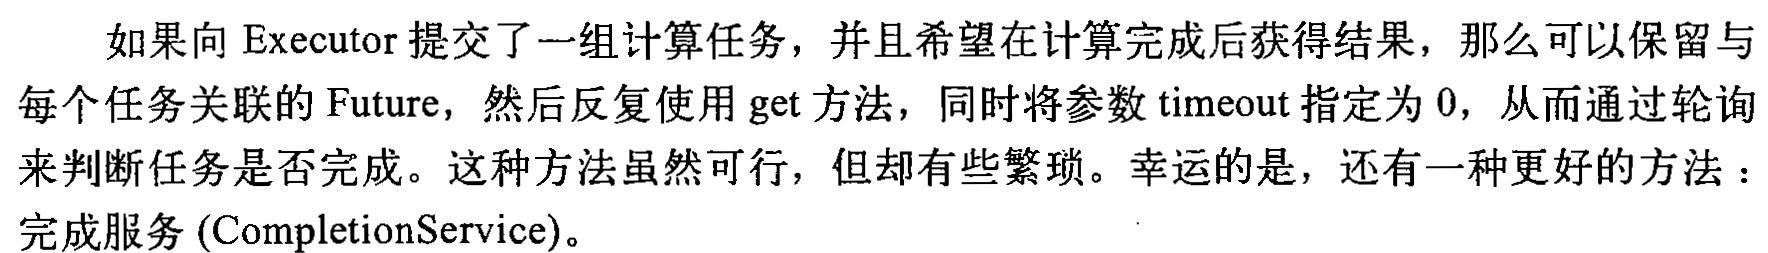 如果向 Executor 提交了一组计算任务，并且希望在计算完成后获得结果，那么可以保留与
每个任务关联的 Future，然后反复使用 get 方法，同时将参数 timeout 指定为 0，从而通过轮询
来判断任务是否完成。这种方法虽然可行，但却有些繁琐。幸运的是，还有一种更好的方法：
完成服务 (CompletionService)。